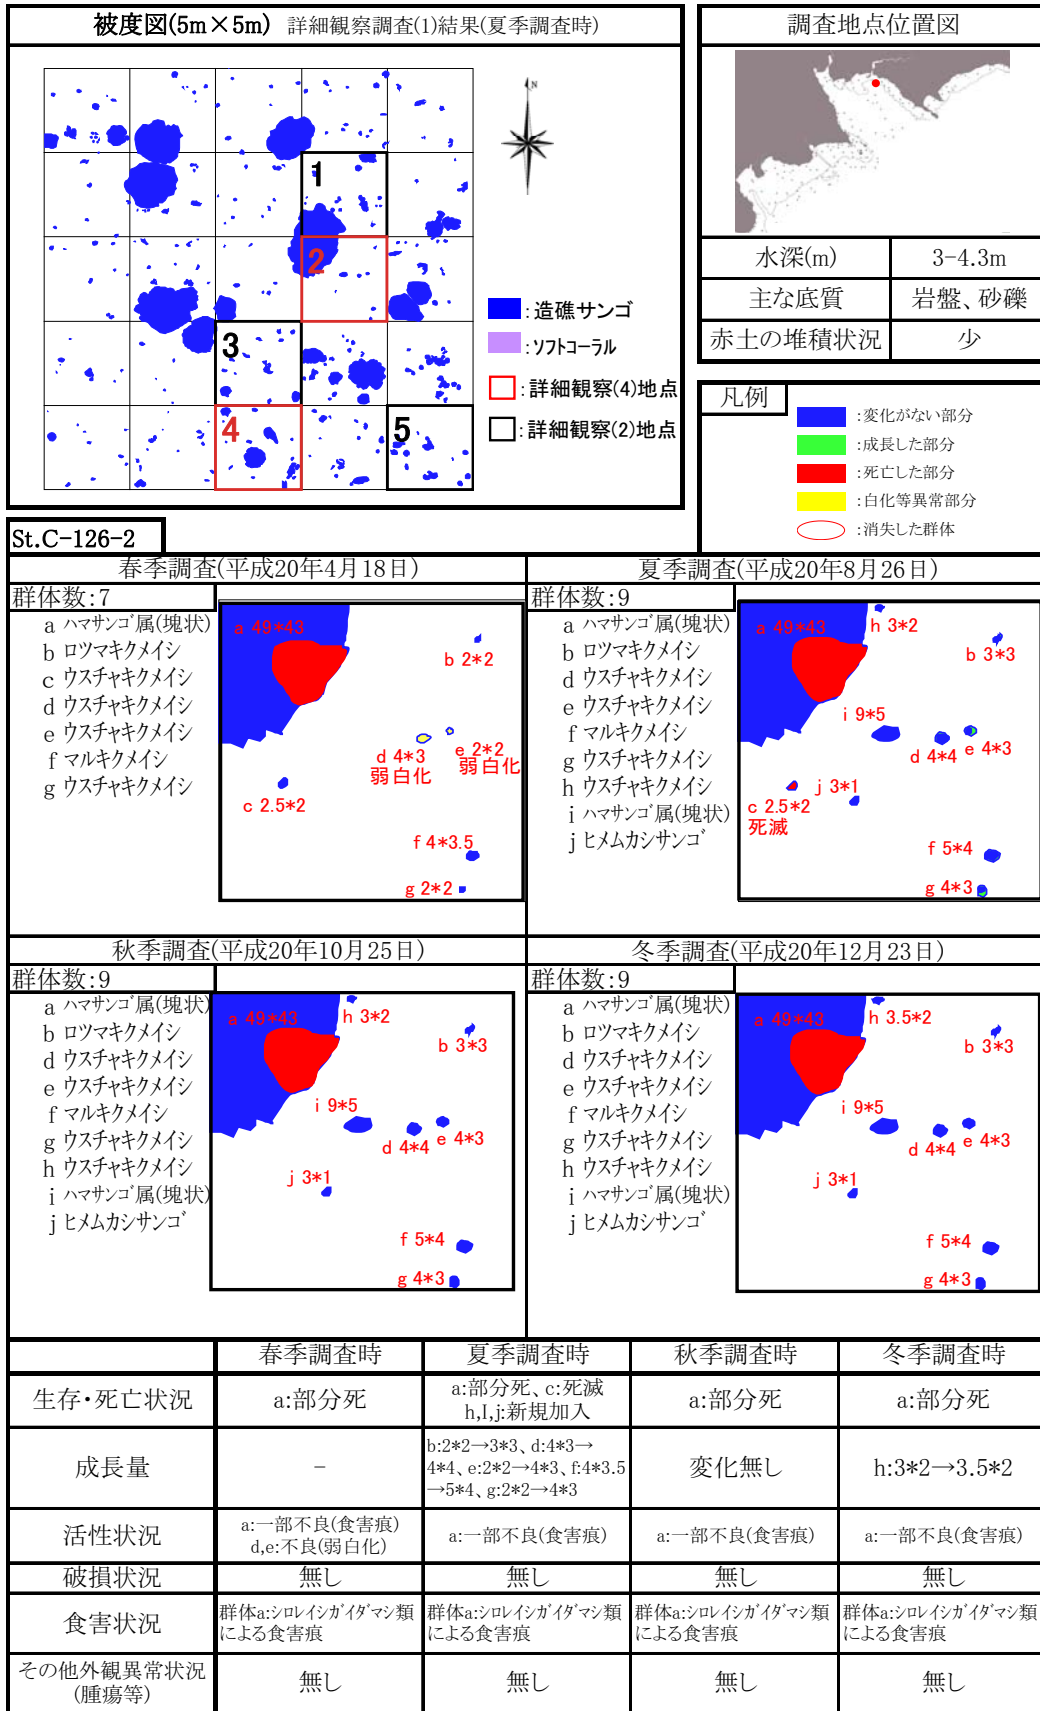 被度図(5m×5m) 詳細観察調査(1)結果(夏季調査時)
N
1
2
3
4
5
:造礁サンゴ
:ソフトコーラル
:詳細観察(4)地点
:詳細観察(2)地点
調査地点位置図
水深(m) 3-4.3m
主な底質 岩盤、砂礫
赤土の堆積状況 少
凡例
:変化がない部分
:成長した部分
:死亡した部分
:白化等異常部分
:消失した群体
St.C-126-2
春季調査(平成20年4月18日)
群体数:7
a ハマサンゴ属(塊状)
b ロツマキクメイシ
c ウスチャキクメイシ
d ウスチャキクメイシ
e ウスチャキクメイシ
f マルキクメイシ
g ウスチャキクメイシ
a 49*43
b 2*2
d 4*3
弱白化
e 2*2
弱白化
c 2.5*2
f 4*3.5
g 2*2
夏季調査(平成20年8月26日)
群体数:9
a ハマサンゴ属(塊状)
b ロツマキクメイシ
d ウスチャキクメイシ
e ウスチャキクメイシ
f マルキクメイシ
g ウスチャキクメイシ
h ウスチャキクメイシ
i ハマサンゴ属(塊状)
j ヒメムカシサンゴ
a 49*43
h 3*2
b 3*3
i 9*5
d 4*4
e 4*3
j 3*1
c 2.5*2
死滅
f 5*4
g 4*3
秋季調査(平成20年10月25日)
群体数:9
a ハマサンゴ属(塊状)
b ロツマキクメイシ
d ウスチャキクメイシ
e ウスチャキクメイシ
f マルキクメイシ
g ウスチャキクメイシ
h ウスチャキクメイシ
i ハマサンゴ属(塊状)
j ヒメムカシサンゴ
a 49*43
h 3*2
b 3*3
i 9*5
d 4*4
e 4*3
j 3*1
f 5*4
g 4*3
冬季調査(平成20年12月23日)
群体数:9
a ハマサンゴ属(塊状)
b ロツマキクメイシ
d ウスチャキクメイシ
e ウスチャキクメイシ
f マルキクメイシ
g ウスチャキクメイシ
h ウスチャキクメイシ
i ハマサンゴ属(塊状)
j ヒメムカシサンゴ
a 49*43
h 3.5*2
b 3*3
i 9*5
d 4*4
e 4*3
j 3*1
f 5*4
g 4*3
春季調査時 夏季調査時 秋季調査時 冬季調査時
生存・死亡状況
a:部分死
a:部分死、c:死滅
h,I,j:新規加入
a:部分死
a:部分死
成長量
-
b:2*2→3*3、d:4*3→
4*4、e:2*2→4*3、f:4*3.5
→5*4、g:2*2→4*3
変化無し
h:3*2→3.5*2
活性状況
a:一部不良(食害痕)
d,e:不良(弱白化)
a:一部不良(食害痕)
a:一部不良(食害痕)
a:一部不良(食害痕)
破損状況 無し 無し 無し 無し
食害状況
群体a:シロレイシガイダマシ類
による食害痕
群体a:シロレイシガイダマシ類
による食害痕
群体a:シロレイシガイダマシ類
による食害痕
群体a:シロレイシガイダマシ類
による食害痕
その他外観異常状況
(腫瘍等)
無し 無し 無し 無し